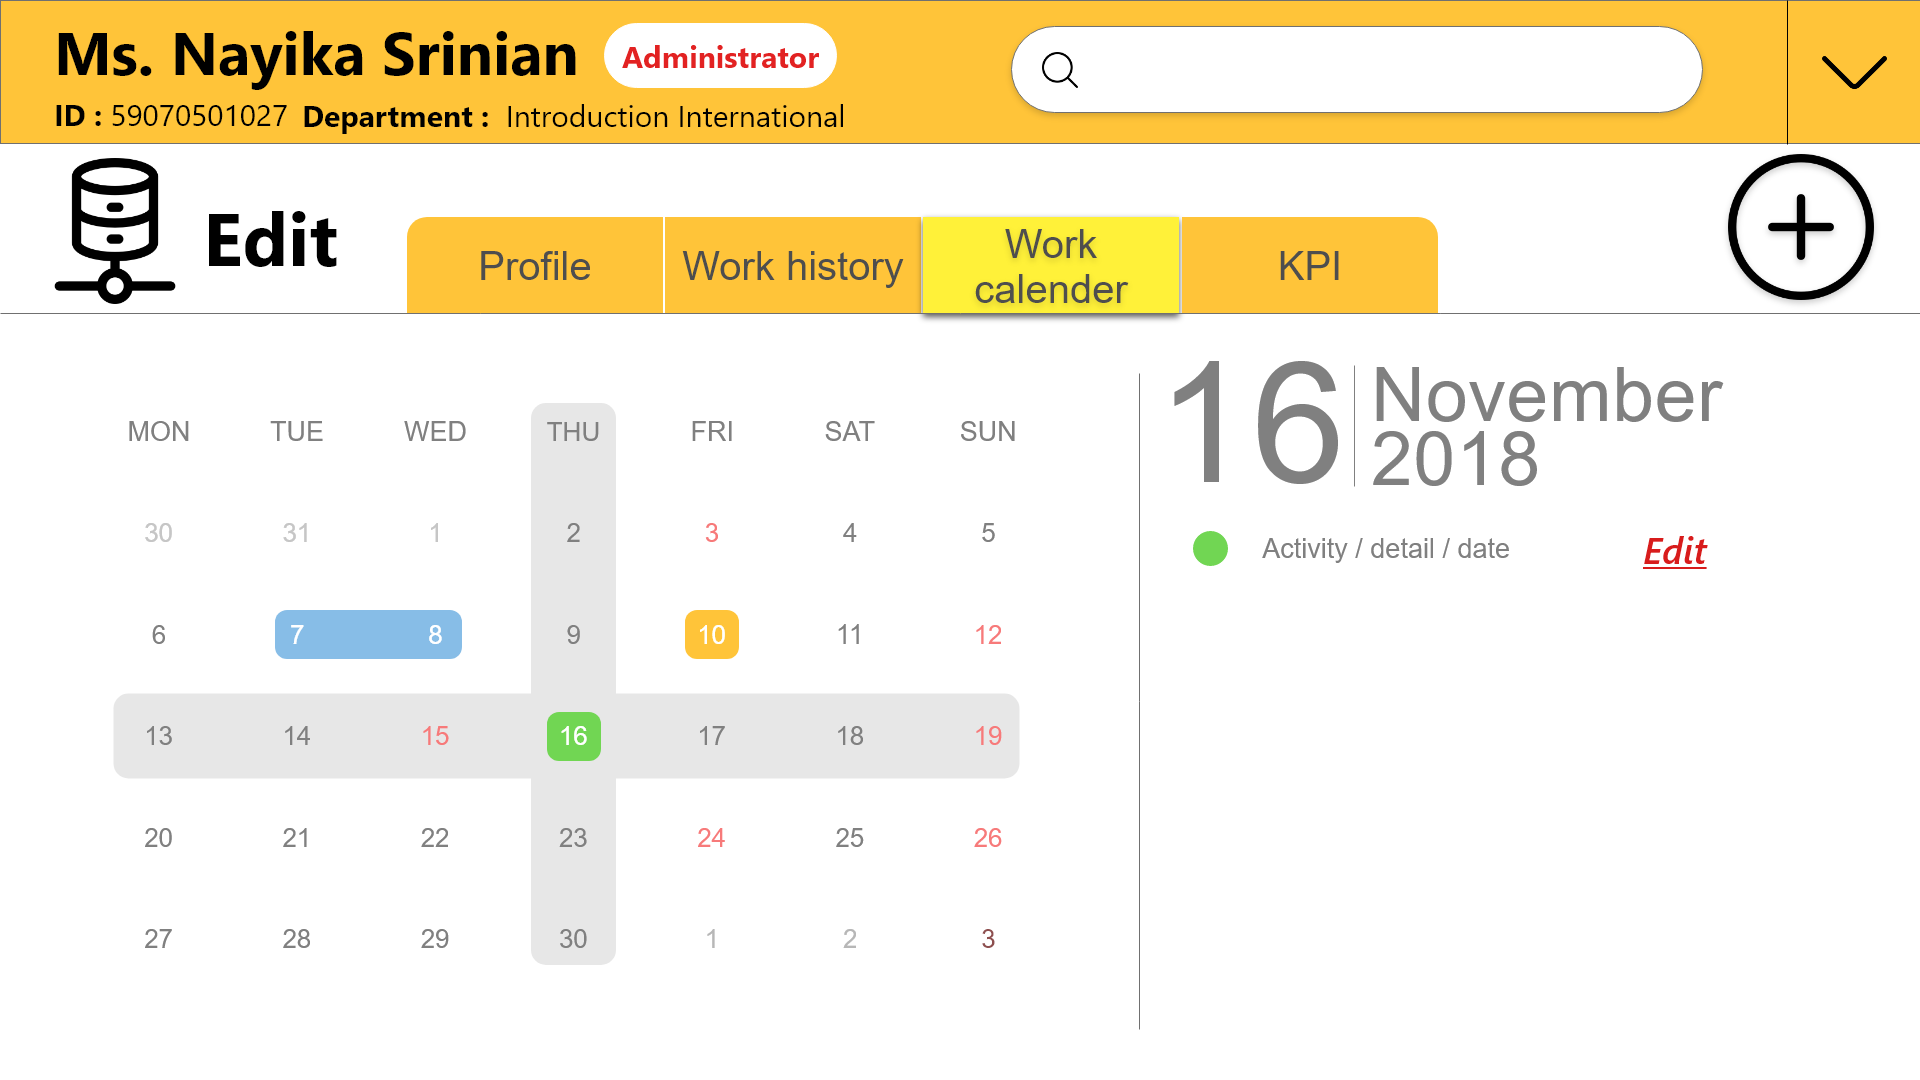 Ms. Nayika Srinian Administrator
ID : 59070501027 Department : Introduction International
Edit
Profile
Work history
Work
calender
KPI
MON TUE WED THU FRI SAT SUN
30 31 1 2 3 4 5
6 7 8 9 10 11 12
13 14 15 16 17 18 19
20 21 22 23 24 25 26
27 28 29 30 1 2 3
16
November
2018
Activity / detail / date
Edit